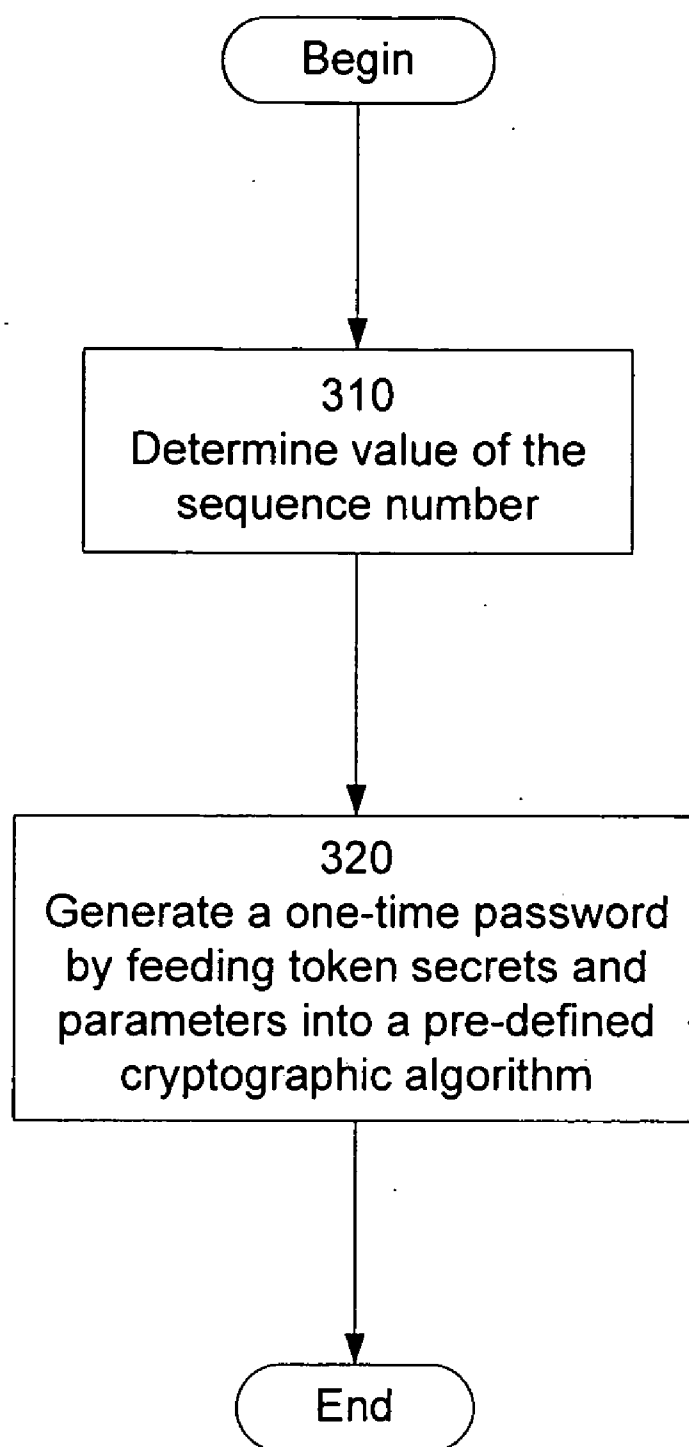 Begin
310
Determine value of the
sequence number
320
Generate a one-time password
by feeding token secrets and
parameters into a pre-defined
cryptographic algorithm
End